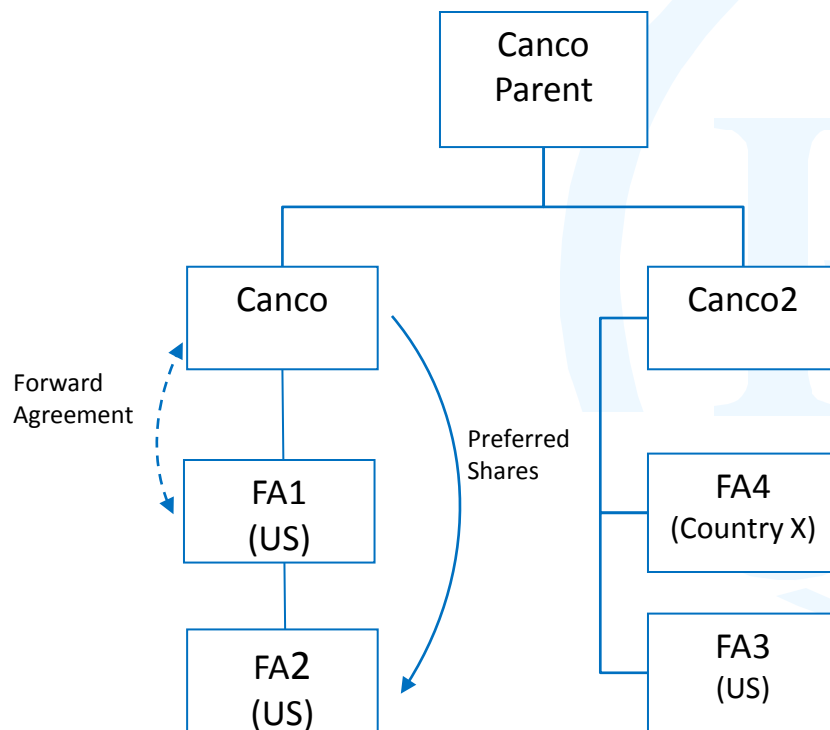 Canco
Parent
Canco
Canco2
Forward
Agreement
Preferred
Shares
FA1
(US)
FA4
(Country X)
FA2
(US)
FA3
(US)